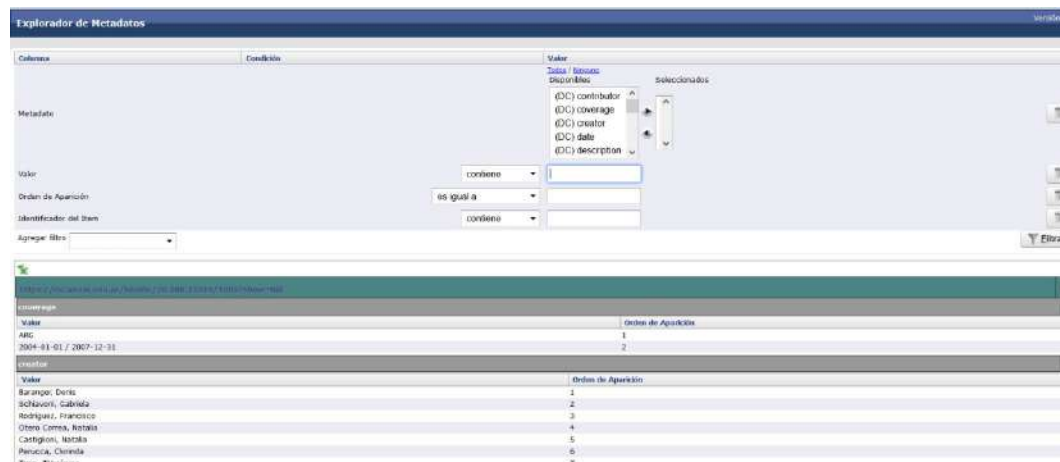 Explorador de Metadatos
Versión
Columna Condición Valor
Todos / Ninguno
Disponibles Seleccionados
Metadato
(DC) contributor
(DC) coverage
(DC) creator
(DC) date
(DC) description
Valor contiene
Orden de Aparición es igual a
Identificador del Item contiene
Agregar filtro
Filtra
coverage
Valor Orden de Aparición
ARG 1
2004-01-01 / 2007-12-31 2
creator
Valor Orden de Aparición
Baranger, Denis 1
Schiavoni, Gabriela 2
Rodriguez, Francisco 3
Otero Correa, Natalia 4
Castiglioni, Natalia 5
Perucca, Clorinda 6